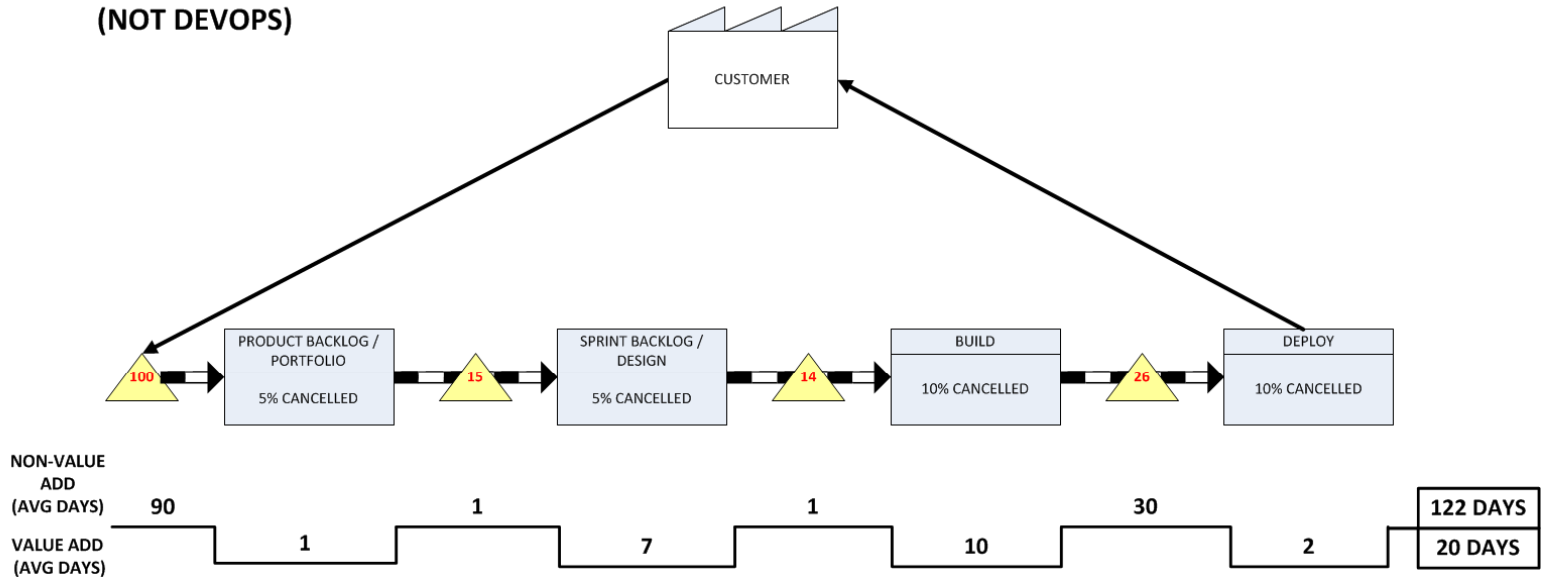 (NOT DEVOPS)
CUSTOMER
PRODUCT BACKLOG /
PORTFOLIO
5% CANCELLED
SPRINT BACKLOG /
DESIGN
5% CANCELLED
BUILD
10% CANCELLED
DEPLOY
10% CANCELLED
100
15
14
26
NON-VALUE
ADD
(AVG DAYS)
90
1
1
30
122 DAYS
VALUE ADD
(AVG DAYS)
1
7
10
2
20 DAYS